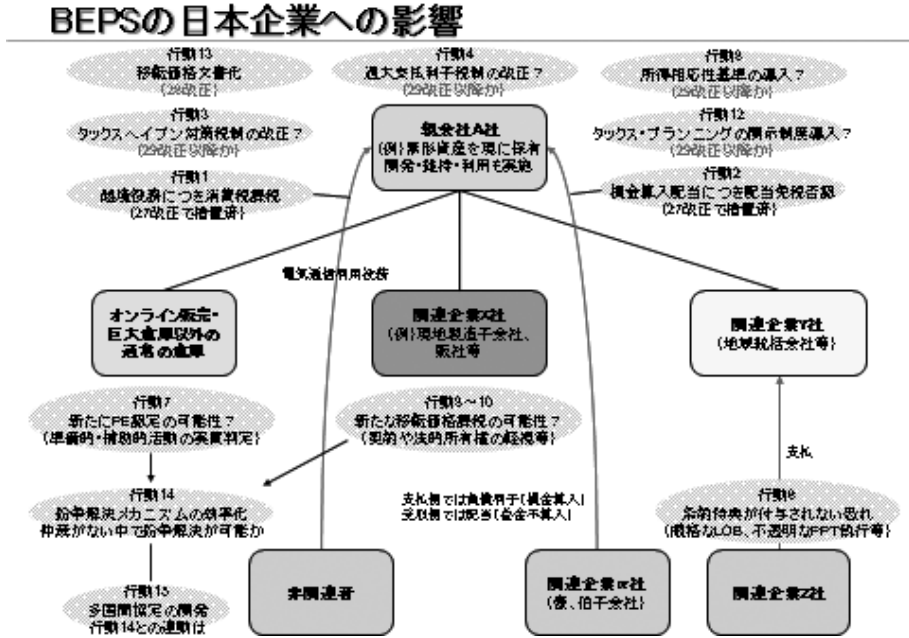 BEPSの日本企業への影響
行動13
移転価格文書化
(28改正)
行動4
過大支払利子税制の改正?
(29改正以降か)
行動8
所得相応性基準の導入?
(29改正以降か)
行動3
タックスヘイブン対策税制の改正?
(29改正以降か)
親会社A社
(例)無形資産を現に保有
開発・維持・利用も実施
行動12
タックス・プランニングの開示制度導入?
(29改正以降か)
行動1
越境役務につき消費税課税
(27改正で措置済)
行動2
損金算入配当につき配当免税否認
(27改正で措置済)
電気通信利用役務
オンライン販売・
巨大倉庫以外の
通常の倉庫
関連企業X社
(例)現地製造子会社、
販社等
関連企業Y社
(地域統括会社等)
行動7
新たにPE認定の可能性?
(準備的・補助的活動の実質判定)
行動8~10
新たな移転価格課税の可能性?
(契約や法的所有権の軽視等)
支払
行動14
紛争解決メカニズムの効率化
仲裁がない中で紛争解決が可能か
支払側では負債利子(損金算入)
受取側では配当(益金不算入)
行動6
条約特典が付与されない恐れ
(厳格なLOB、不透明なPPT執行等)
行動15
多国間協定の開発
行動14との連動は
非関連者
関連企業α社
(豪、伯子会社)
関連企業Z社